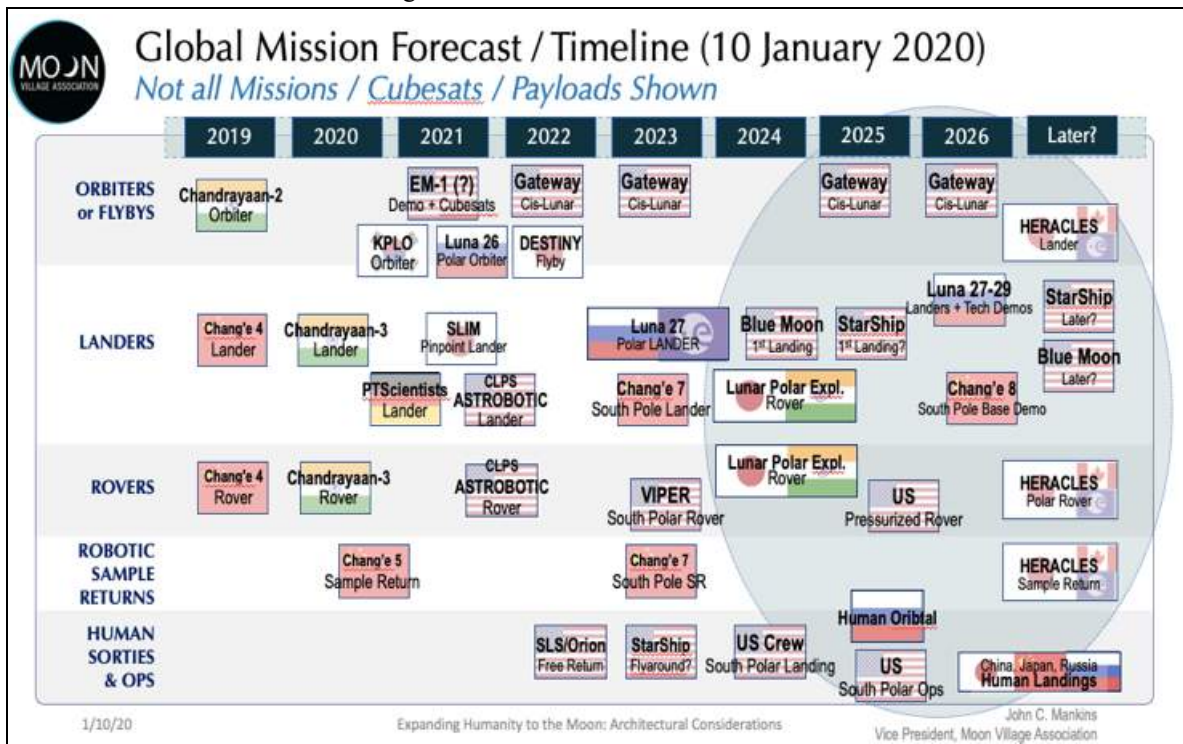 MOON
VILLAGE ASSOCIATION
Global Mission Forecast / Timeline (10 January 2020)
Not all Missions / Cubesats / Payloads Shown
2019 2020 2021 2022 2023 2024 2025 2026 Later?
ORBITERS
or FLYBYS
Chandrayaan-2
Orbiter
EM-1 (?)
Demo + Cubesats
Gateway
Cis-Lunar
Gateway
Cis-Lunar
Gateway
Cis-Lunar
Gateway
Cis-Lunar
KPLO
Orbiter
Luna 26
Polar Orbiter
DESTINY
Flyby
HERACLES
Lander
LANDERS
Chang'e 4
Lander
Chandrayaan-3
Lander
SLIM
Pinpoint Lander
Luna 27
Polar LANDER
Blue Moon
1st Landing
StarShip
1st Landing?
Luna 27-29
Landers + Tech Demos
StarShip
Later?
Blue Moon
Later?
PTScientists
Lander
CLPS
ASTROBOTIC
Lander
Chang'e 7
South Pole Lander
Lunar Polar Expl.
Rover
Chang'e 8
South Pole Base Demo
ROVERS
Chang'e 4
Rover
Chandrayaan-3
Rover
CLPS
ASTROBOTIC
Rover
VIPER
South Polar Rover
Lunar Polar Expl.
Rover
US
Pressurized Rover
HERACLES
Polar Rover
ROBOTIC
SAMPLE
RETURNS
Chang'e 5
Sample Return
Chang'e 7
South Pole SR
HERACLES
Sample Return
HUMAN
SORTIES
& OPS
SLS/Orion
Free Return
StarShip
Flyaround?
US Crew
South Polar Landing
Human Oribtal
US
South Polar Ops
China, Japan, Russia
Human Landings
1/10/20
Expanding Humanity to the Moon: Architectural Considerations
John C. Mankins
Vice President, Moon Village Association